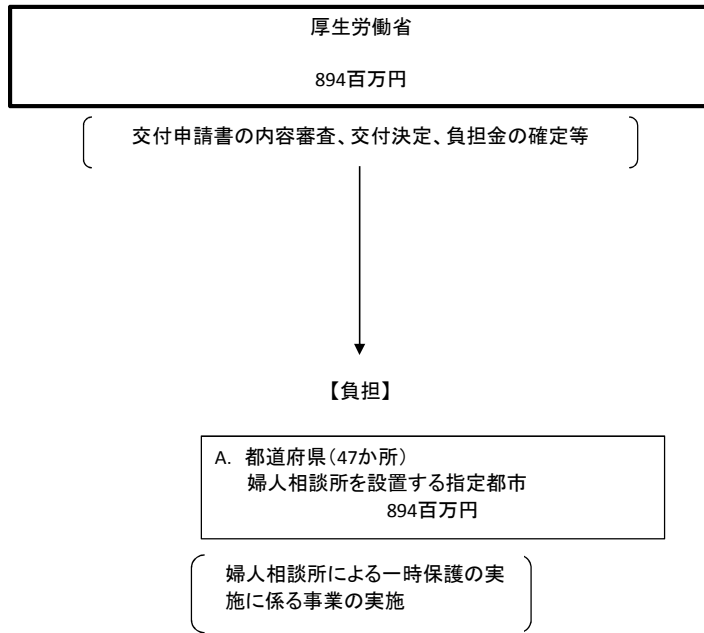 厚生労働省
894百万円
交付申請書の内容審査、交付決定、負担金の確定等
【負担】
A. 都道府県（47か所）
婦人相談所を設置する指定都市
894百万円
婦人相談所による一時保護の実
施に係る事業の実施